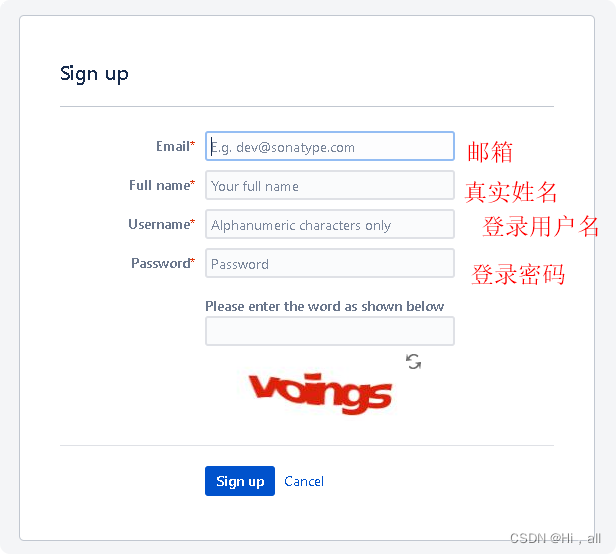 Sign up
Email* E.g. dev@sonatype.com 邮箱
Full name* Your full name 真实姓名
Username* Alphanumeric characters only 登录用户名
Password* Password 登录密码
Please enter the word as shown below
voings
Sign up Cancel
CSDN @Hi，all